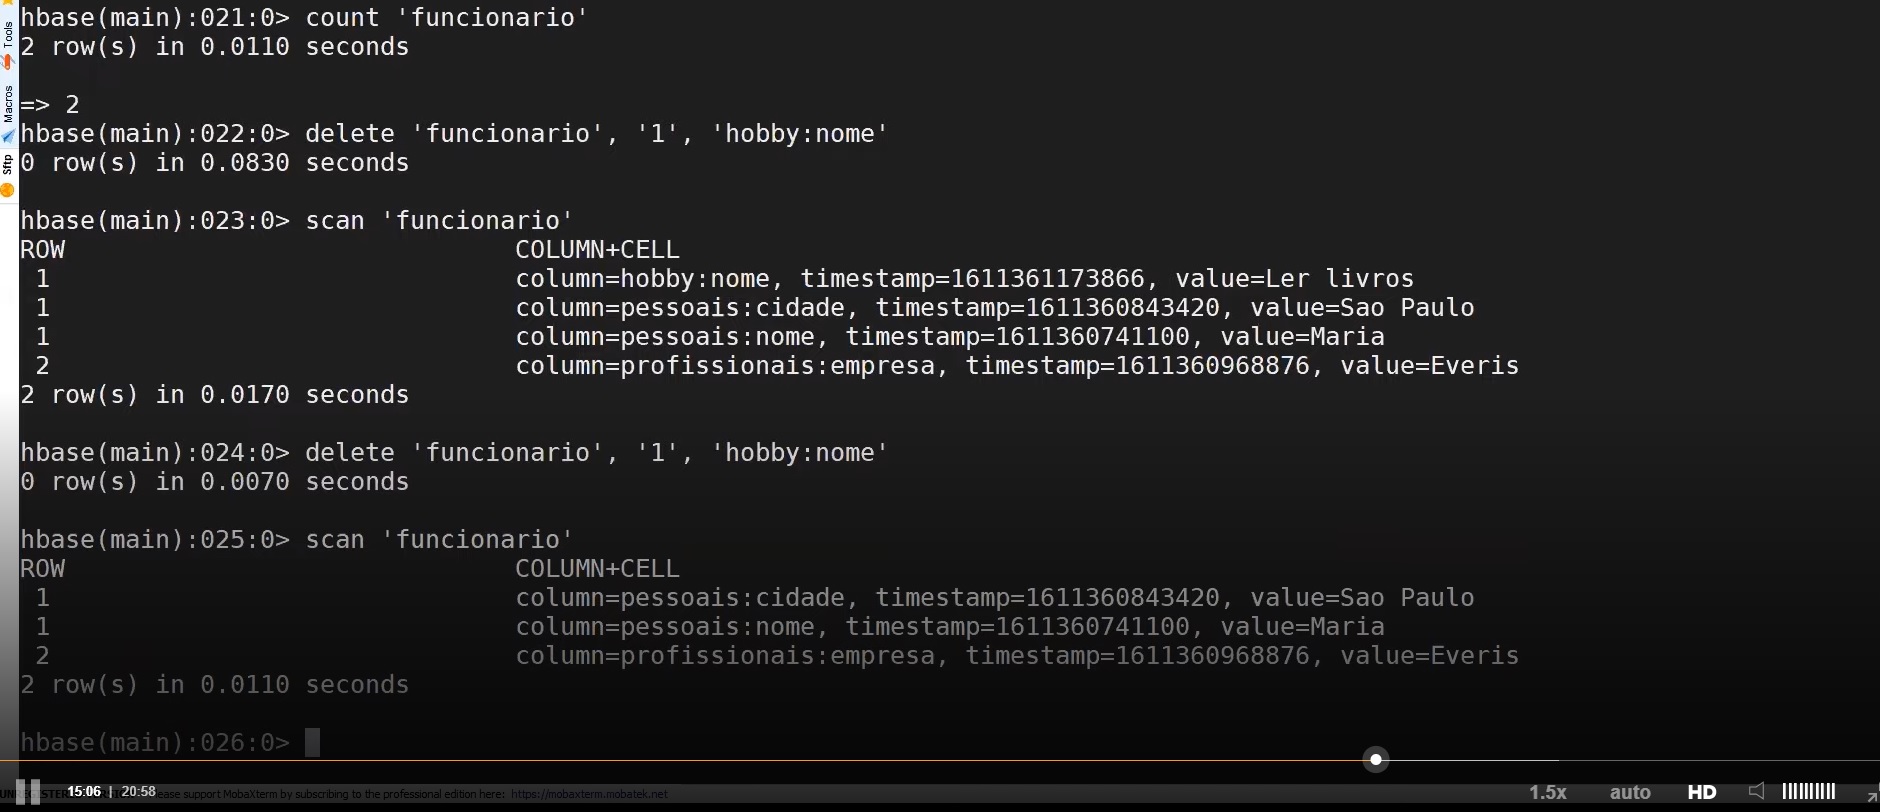 hbase(main):021:0> count 'funcionario'
2 row(s) in 0.0110 seconds
=> 2
hbase(main):022:0> delete 'funcionario', '1', 'hobby:nome'
0 row(s) in 0.0830 seconds
hbase(main):023:0> scan 'funcionario'
ROW COLUMN+CELL
1 column=hobby:nome, timestamp=1611361173866, value=Ler livros
1 column=pessoais:cidade, timestamp=1611360843420, value=Sao Paulo
1 column=pessoais:nome, timestamp=1611360741100, value=Maria
2 column=profissionais:empresa, timestamp=1611360968876, value=Everis
2 row(s) in 0.0170 seconds
hbase(main):024:0> delete 'funcionario', '1', 'hobby:nome'
0 row(s) in 0.0070 seconds
hbase(main):025:0> scan 'funcionario'
ROW COLUMN+CELL
1 column=pessoais:cidade, timestamp=1611360843420, value=Sao Paulo
1 column=pessoais:nome, timestamp=1611360741100, value=Maria
2 column=profissionais:empresa, timestamp=1611360968876, value=Everis
2 row(s) in 0.0110 seconds
hbase(main):026:0>
Tools
Macros
Sftp
15:06 | 20:58
please support MobaXterm by subscribing to the professional edition here: https://mobaxterm.mobatek.net
1.5x auto HD